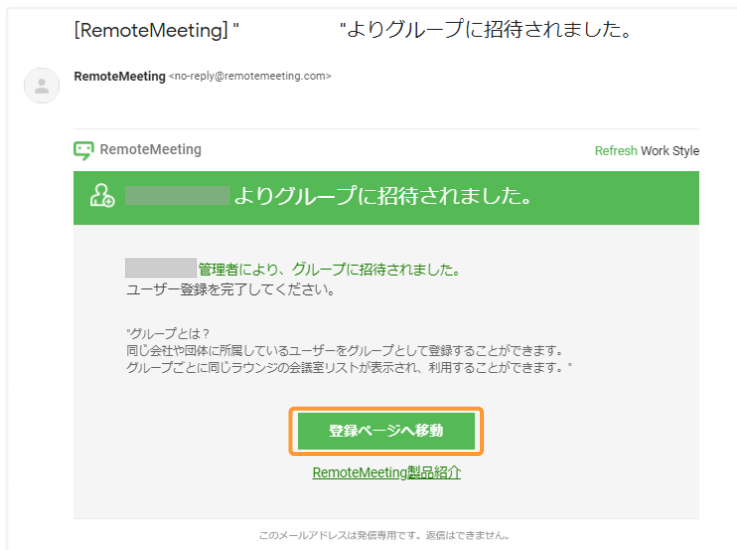 [RemoteMeeting] " "よりグループに招待されました。
RemoteMeeting <no-reply@remotemeeting.com>
RemoteMeeting
Refresh Work Style
よりグループに招待されました。
管理者により、グループに招待されました。
ユーザー登録を完了してください。
"グループとは?
同じ会社や団体に所属しているユーザーをグループとして登録することができます。
グループごとに同じラウンジの会議室リストが表示され、利用することができます。"
登録ページへ移動
RemoteMeeting製品紹介
このメールアドレスは発信専用です。返信はできません。